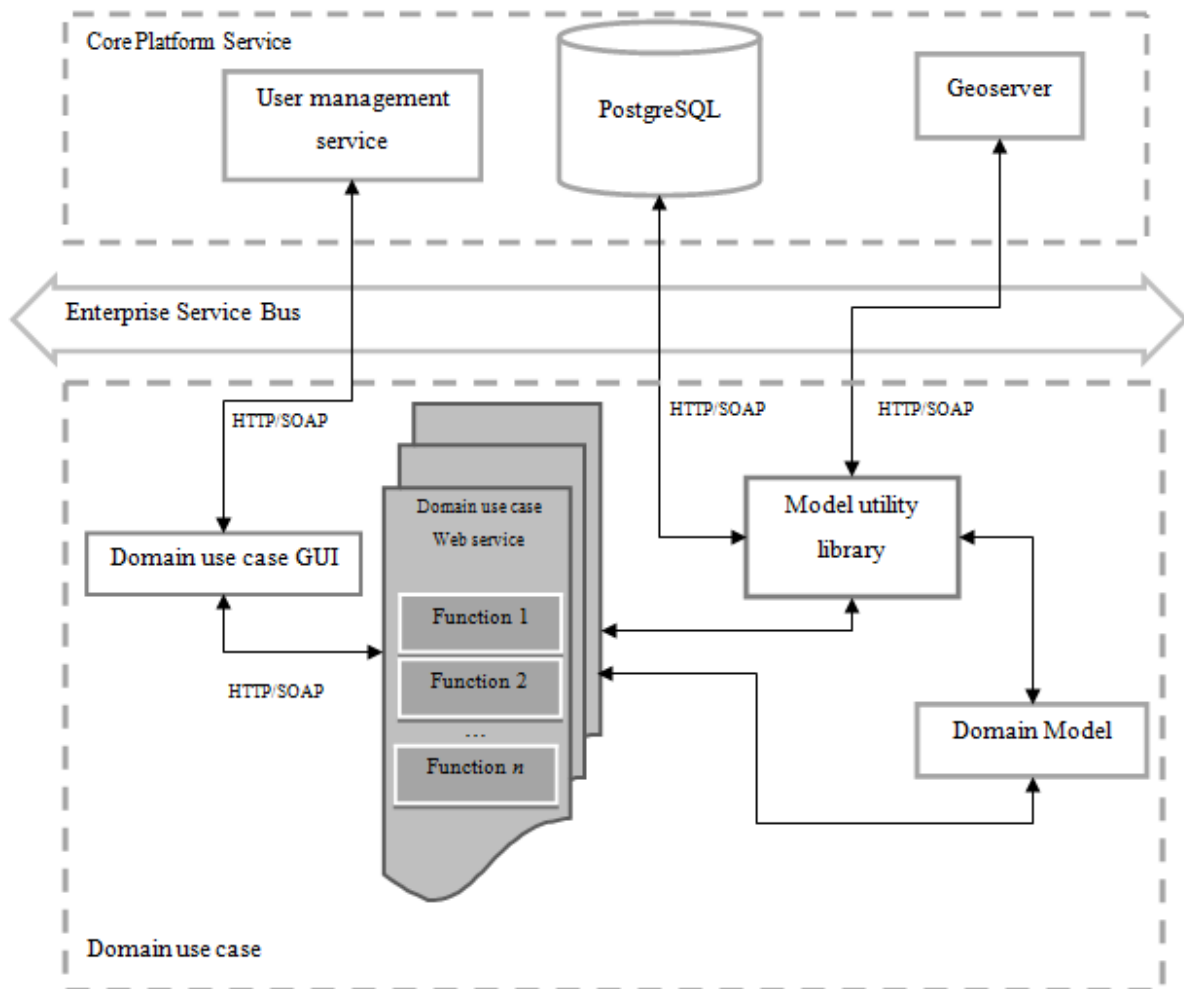 Core Platform Service
User management
service
PostgreSQL
Geoserver
Enterprise Service Bus
HTTP/SOAP
HTTP/SOAP
HTTP/SOAP
Domain use case
Web service
Model utility
library
Domain use case GUI
Function 1
Function 2
...
Function n
HTTP/SOAP
Domain Model
Domain use case